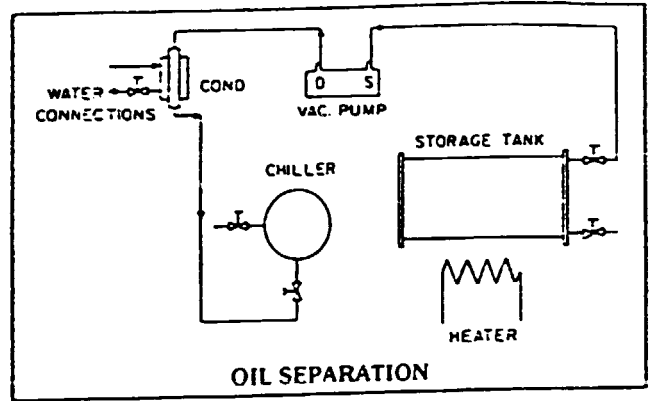 COND
WATER
CONNECTIONS
D S
VAC. PUMP
STORAGE TANK
CHILLER
HEATER
OIL SEPARATION